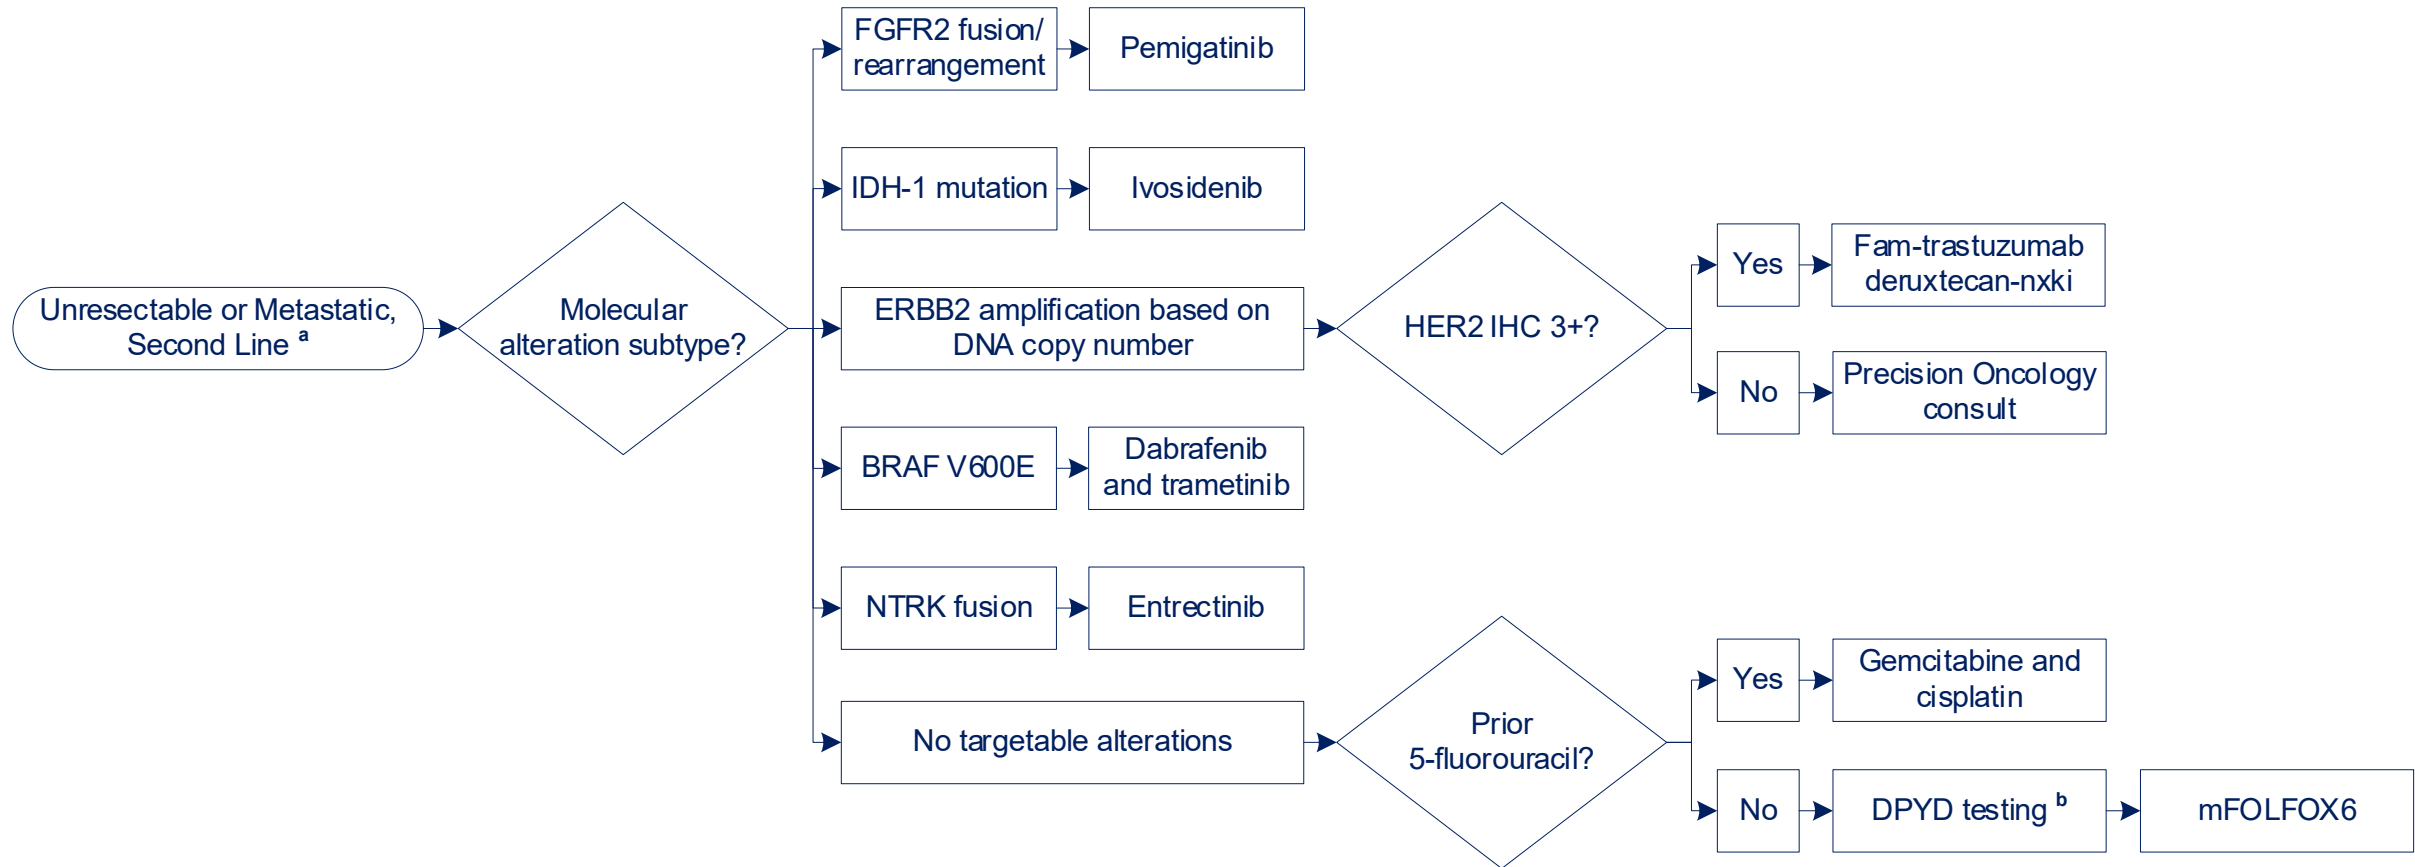 Unresectable or Metastatic,
Second Line a
Molecular
alteration subtype?
FGFR2 fusion/
rearrangement
Pemigatinib
IDH-1 mutation
Ivosidenib
ERBB2 amplification based on
DNA copy number
HER2 IHC 3+?
Yes
Fam-trastuzumab
deruxtecan-nxki
No
Precision Oncology
consult
BRAF V600E
Dabrafenib
and trametinib
NTRK fusion
Entrectinib
No targetable alterations
Prior
5-fluorouracil?
Yes
Gemcitabine and
cisplatin
No
DPYD testing b
mFOLFOX6